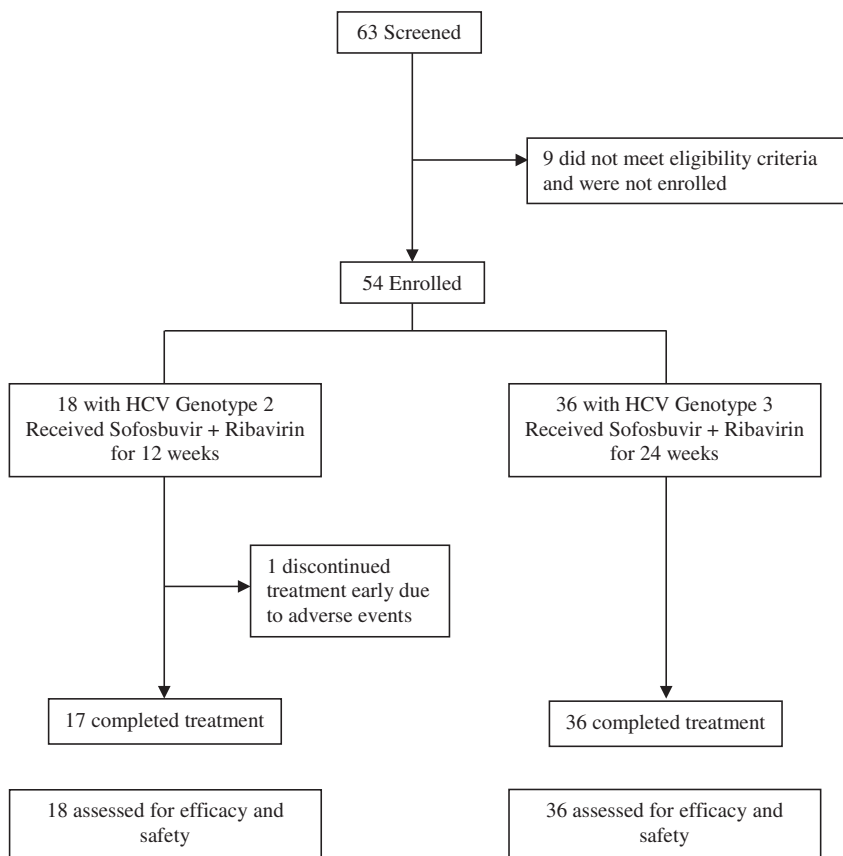 63 Screened
9 did not meet eligibility criteria
and were not enrolled
54 Enrolled
18 with HCV Genotype 2
Received Sofosbuvir + Ribavirin
for 12 weeks
36 with HCV Genotype 3
Received Sofosbuvir + Ribavirin
for 24 weeks
1 discontinued
treatment early due
to adverse events
17 completed treatment
36 completed treatment
18 assessed for efficacy and
safety
36 assessed for efficacy and
safety